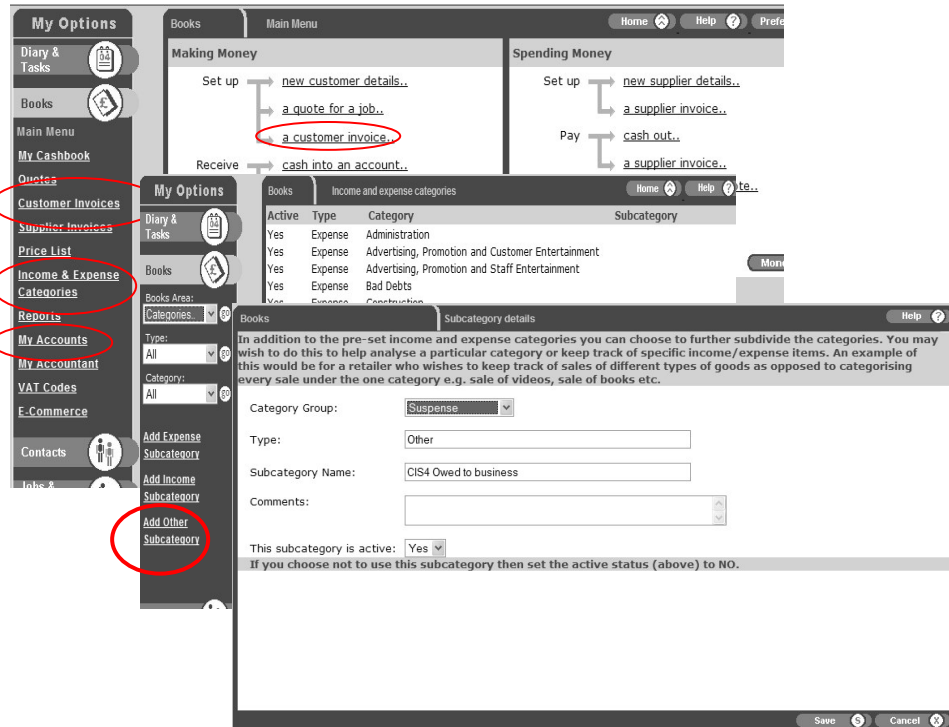 My Options
Diary &
Tasks
04
Books
£
Main Menu
My Cashbook
Quotes
Customer Invoices
Supplier Invoices
Price List
Income & Expense
Categories
Reports
My Accounts
My Accountant
VAT Codes
E-Commerce
Contacts
Jobs &
Books Main Menu Home Help ? Prefe
Making Money Spending Money
Set up new customer details.. Set up new supplier details..
a quote for a job.. a supplier invoice..
a customer invoice.. Pay cash out..
Receive cash into an account.. a supplier invoice..
ote..
Mone
My Options
Diary &
Tasks
04
Books
£
Books Area:
Categories.. go
Type:
All go
Category:
All go
Add Expense
Subcategory
Add Income
Subcategory
Add Other
Subcategory
Books Income and expense categories Home Help ?
Active Type Category Subcategory
Yes Expense Administration
Yes Expense Advertising, Promotion and Customer Entertainment
Yes Expense Advertising, Promotion and Staff Entertainment
Yes Expense Bad Debts
Yes Expense Construction
Books Subcategory details Help ?
In addition to the pre-set income and expense categories you can choose to further subdivide the categories. You may
wish to do this to help analyse a particular category or keep track of specific income/expense items. An example of
this would be for a retailer who wishes to keep track of sales of different types of goods as opposed to categorising
every sale under the one category e.g. sale of videos, sale of books etc.
Category Group: Suspense
Type: Other
Subcategory Name: CIS4 Owed to business
Comments:
This subcategory is active: Yes
If you choose not to use this subcategory then set the active status (above) to NO.
Save S Cancel X